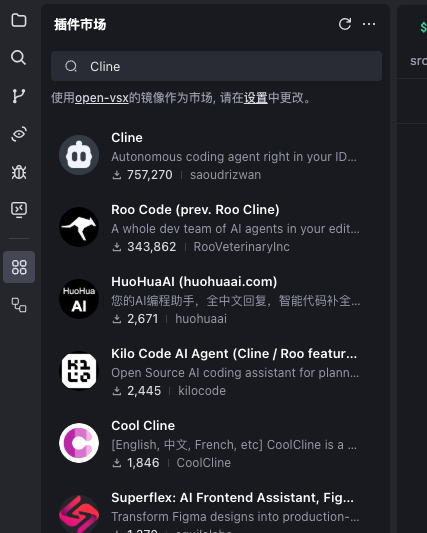 插件市场
$
src
Cline
使用open-vsx的镜像作为市场, 请在设置中更改。
Cline
Autonomous coding agent right in your ID...
757,270 saoudrizwan
Roo Code (prev. Roo Cline)
A whole dev team of AI agents in your edit...
343,862 RooVeterinaryInc
HuoHua
AI
HuoHuaAI (huohuaai.com)
您的AI编程助手，全中文回复，智能代码补全...
2,671 huohuaai
Kilo Code AI Agent (Cline / Roo featur...
Open Source AI coding assistant for plann...
2,445 kilocode
Cool Cline
[English, 中文, French, etc] CoolCline is a ...
1,846 CoolCline
Superflex: AI Frontend Assistant, Fig...
Transform Figma designs into production-...